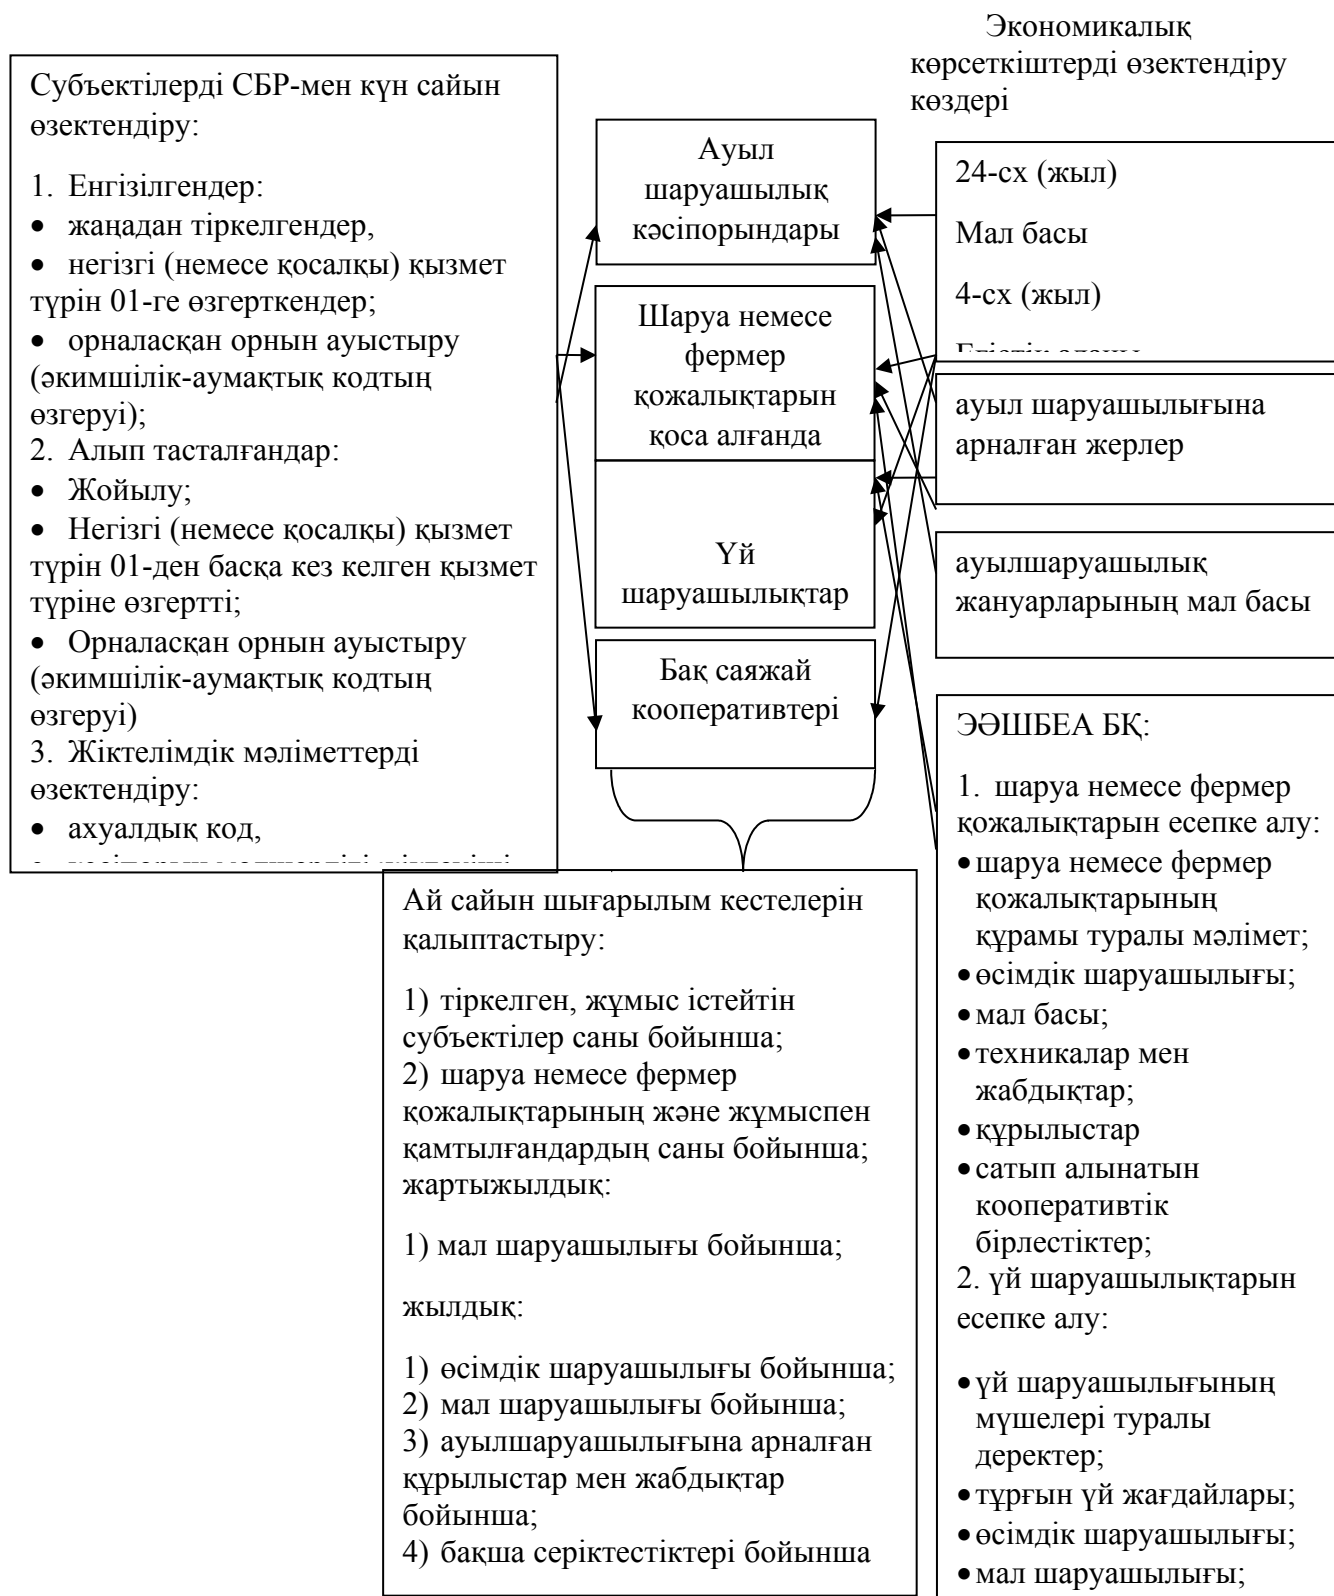 Экономикалық
көрсеткіштерді өзектендіру
көздері
Субъектілерді СБР-мен күн сайын
өзектендіру:
1. Енгізілгендер:
• жаңадан тіркелгендер,
• негізгі (немесе қосалқы) қызмет
түрін 01-ге өзгерткендер;
• орналасқан орнын ауыстыру
(әкімшілік-аумақтық кодтың
өзгеруі);
2. Алып тасталғандар:
• Жойылу;
• Негізгі (немесе қосалқы) қызмет
түрін 01-ден басқа кез келген қызмет
түріне өзгертті;
• Орналасқан орнын ауыстыру
(әкімшілік-аумақтық кодтың
өзгеруі)
3. Жіктелімдік мәліметтерді
өзектендіру:
• ахуалдық код,
Ауыл
шаруашылық
кәсіпорындары
Шаруа немесе
фермер
қожалықтарын
қоса алғанда
Үй
шаруашылықтар
Бақ саяжай
кооперативтері
24-сх (жыл)
Мал басы
4-сх (жыл)
ауыл шаруашылығына
арналған жерлер
ауылшаруашылық
жануарларының мал басы
ЭӘШБЕА БҚ:
1. шаруа немесе фермер
қожалықтарын есепке алу:
• шаруа немесе фермер
қожалықтарының
құрамы туралы мәлімет;
• өсімдік шаруашылығы;
• мал басы;
• техникалар мен
жабдықтар;
• құрылыстар
• сатып алынатын
кооперативтік
бірлестіктер;
2. үй шаруашылықтарын
есепке алу:
• үй шаруашылығының
мүшелері туралы
деректер;
• тұрғын үй жағдайлары;
• өсімдік шаруашылығы;
• мал шаруашылығы;
Ай сайын шығарылым кестелерін
қалыптастыру:
1) тіркелген, жұмыс істейтін
субъектілер саны бойынша;
2) шаруа немесе фермер
қожалықтарының және жұмыспен
қамтылғандардың саны бойынша;
жартыжылдық:
1) мал шаруашылығы бойынша;
жылдық:
1) өсімдік шаруашылығы бойынша;
2) мал шаруашылығы бойынша;
3) ауылшаруашылығына арналған
құрылыстар мен жабдықтар
бойынша;
4) бақша серіктестіктері бойынша